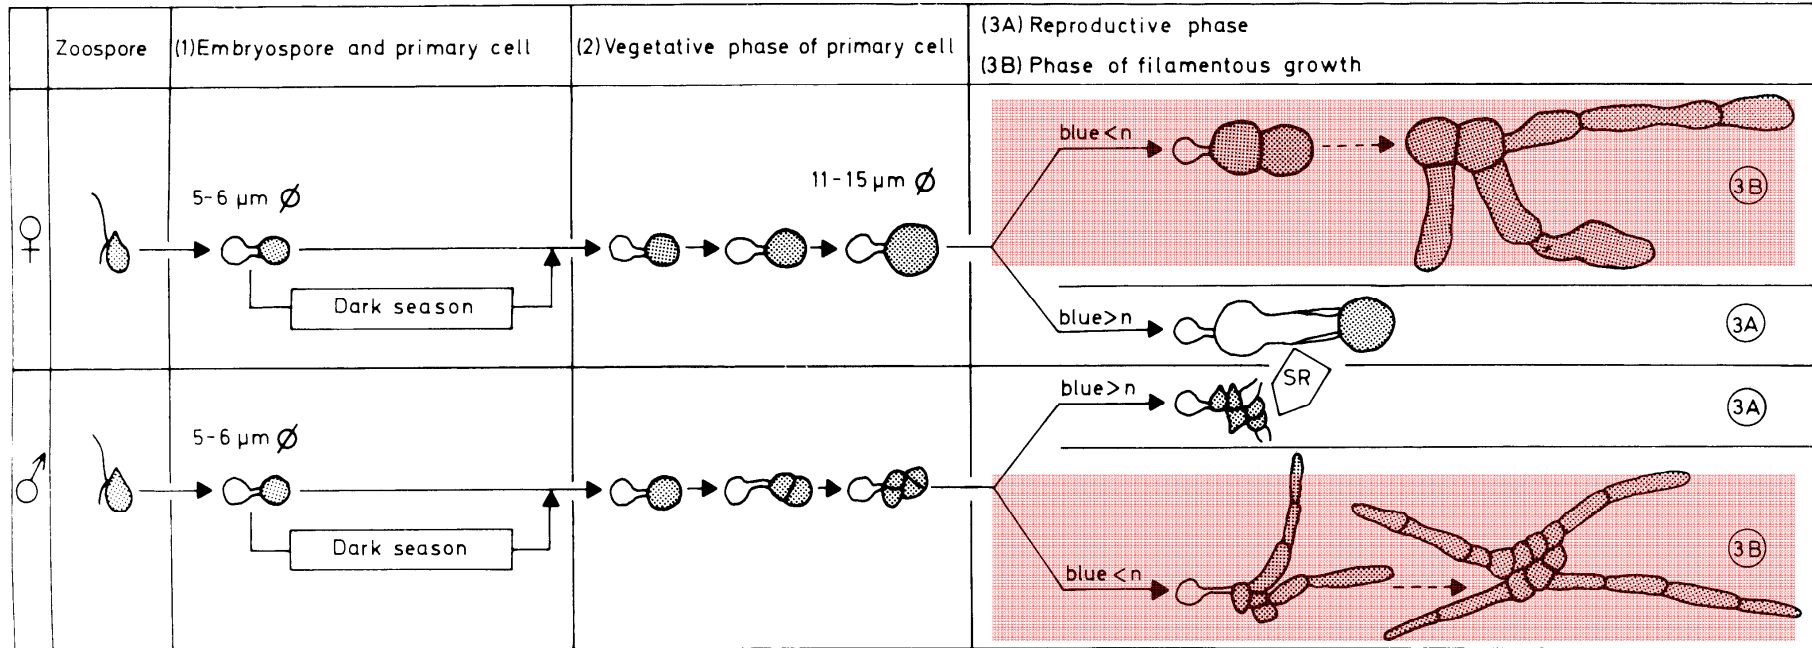 Zoospore
(1) Embryospore and primary cell
(2) Vegetative phase of primary cell
(3A) Reproductive phase
(3B) Phase of filamentous growth
♀
5-6 µm Ø
Dark season
11-15 µm Ø
blue<n
3B
blue>n
3A
SR
♂
5-6 µm Ø
Dark season
blue>n
3A
blue<n
3B